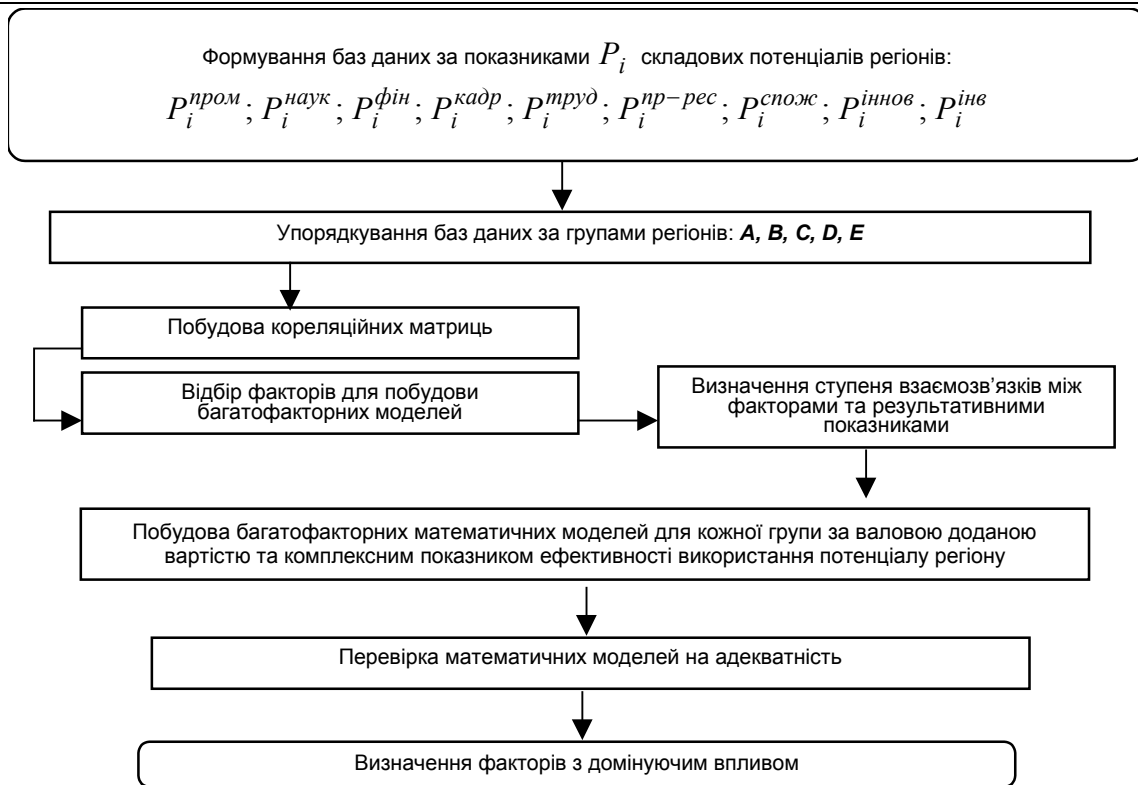 Формування баз даних за показниками P_i складових потенціалів регіонів:
P_i^{пром}; P_i^{наук}; P_i^{фін}; P_i^{кадр}; P_i^{труд}; P_i^{пр–рес}; P_i^{спож}; P_i^{іннов}; P_i^{інв}
Упорядкування баз даних за групами регіонів: A, B, C, D, E
Побудова кореляційних матриць
Відбір факторів для побудови
багатофакторних моделей
Визначення ступеня взаємозв’язків між
факторами та результативними
показниками
Побудова багатофакторних математичних моделей для кожної групи за валовою доданою
вартістю та комплексним показником ефективності використання потенціалу регіону
Перевірка математичних моделей на адекватність
Визначення факторів з домінуючим впливом